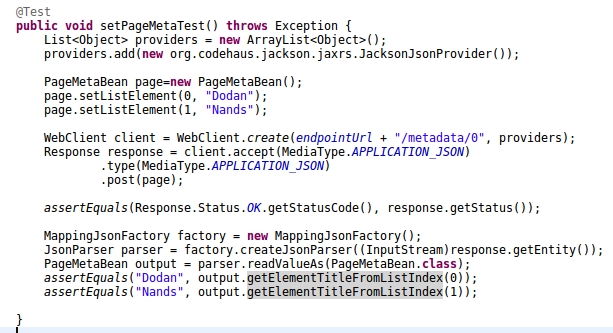 @Test
public void setPageMetaTest() throws Exception {
    List<Object> providers = new ArrayList<Object>();
    providers.add(new org.codehaus.jackson.jaxrs.JacksonJsonProvider());

    PageMetaBean page=new PageMetaBean();
    page.setListElement(0, "Dodan");
    page.setListElement(1, "Nands");

    WebClient client = WebClient.create(endpointUrl + "/metadata/0", providers);
    Response response = client.accept(MediaType.APPLICATION_JSON)
            .type(MediaType.APPLICATION_JSON)
            .post(page);

    assertEquals(Response.Status.OK.getStatusCode(), response.getStatus());

    MappingJsonFactory factory = new MappingJsonFactory();
    JsonParser parser = factory.createJsonParser((InputStream)response.getEntity());
    PageMetaBean output = parser.readValueAs(PageMetaBean.class);
    assertEquals("Dodan", output.getElementTitleFromListIndex(0));
    assertEquals("Nands", output.getElementTitleFromListIndex(1));

}